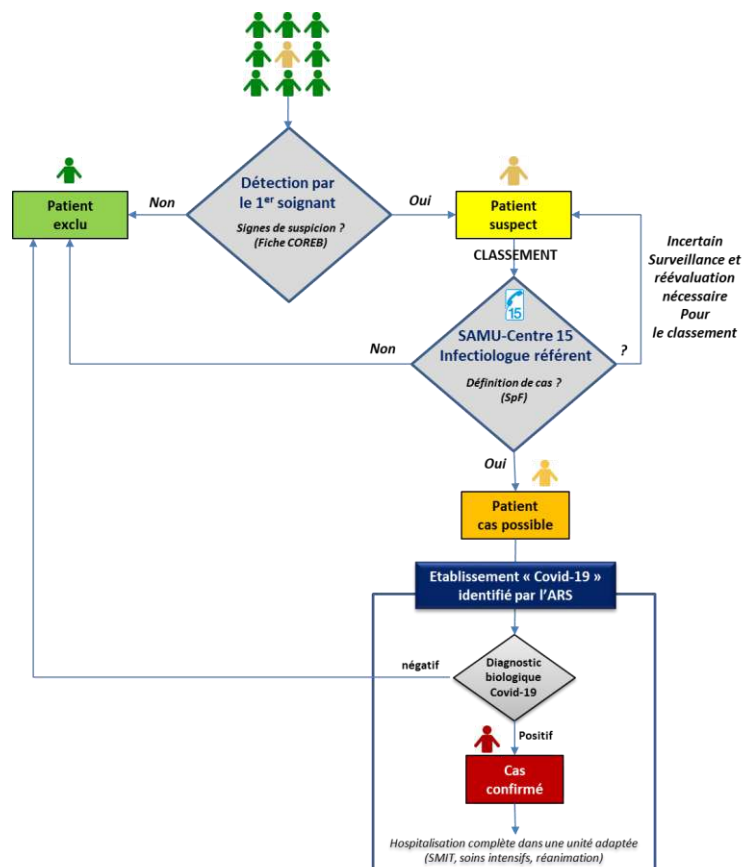 Détection par
le 1er soignant
Signes de suspicion ?
(Fiche COREB)
Non
Patient
exclu
Oui
Patient
suspect
CLASSEMENT
Incertain
Surveillance et
réévaluation
nécessaire
Pour
le classement
15
SAMU-Centre 15
Infectiologue référent
Définition de cas ?
(SpF)
Non
?
Oui
Patient
cas possible
Etablissement « Covid-19 »
identifié par l'ARS
Diagnostic
biologique
Covid-19
négatif
Positif
Cas
confirmé
Hospitalisation complète dans une unité adaptée
(SMIT, soins intensifs, réanimation)